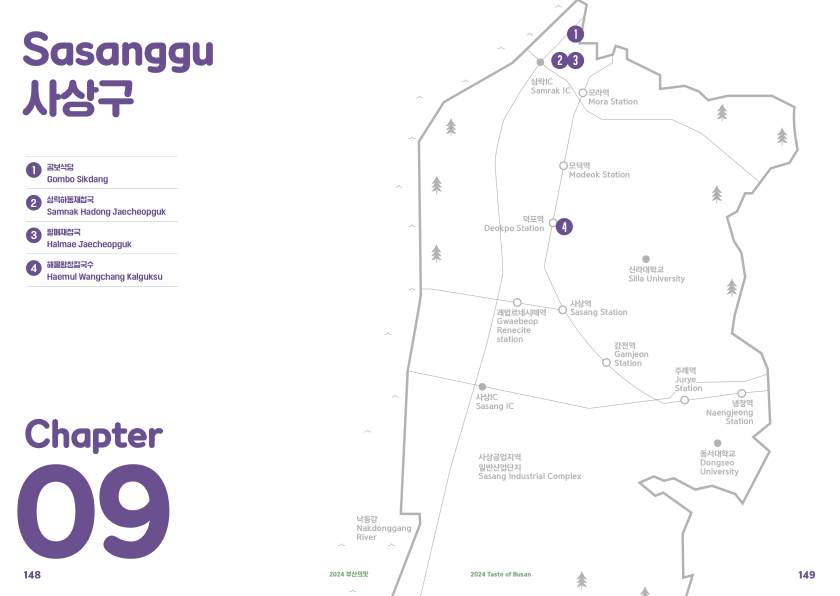 Sasanggu
사상구
1 공보식당
Gombo Sikdang
2 삼락하동재첩국
Samnak Hadong Jaecheopguk
3 할매재첩국
Halmae Jaecheopguk
4 해물왕창칼국수
Haemul Wangchang Kalguksu
Chapter
09
148
1
2 3
삼락IC
Samrak IC
모라역
Mora Station
모덕역
Modeok Station
덕포역
Deokpo Station
4
신라대학교
Silla University
괘법르네시떼역
Gwaebeop
Renecite
station
사상역
Sasang Station
감전역
Gamjeon
Station
주례역
Jurye
Station
냉정역
Naengjeong
Station
사상IC
Sasang IC
동서대학교
Dongseo
University
사상공업지역
일반산업단지
Sasang Industrial Complex
낙동강
Nakdonggang
River
2024 부산의맛
2024 Taste of Busan
149